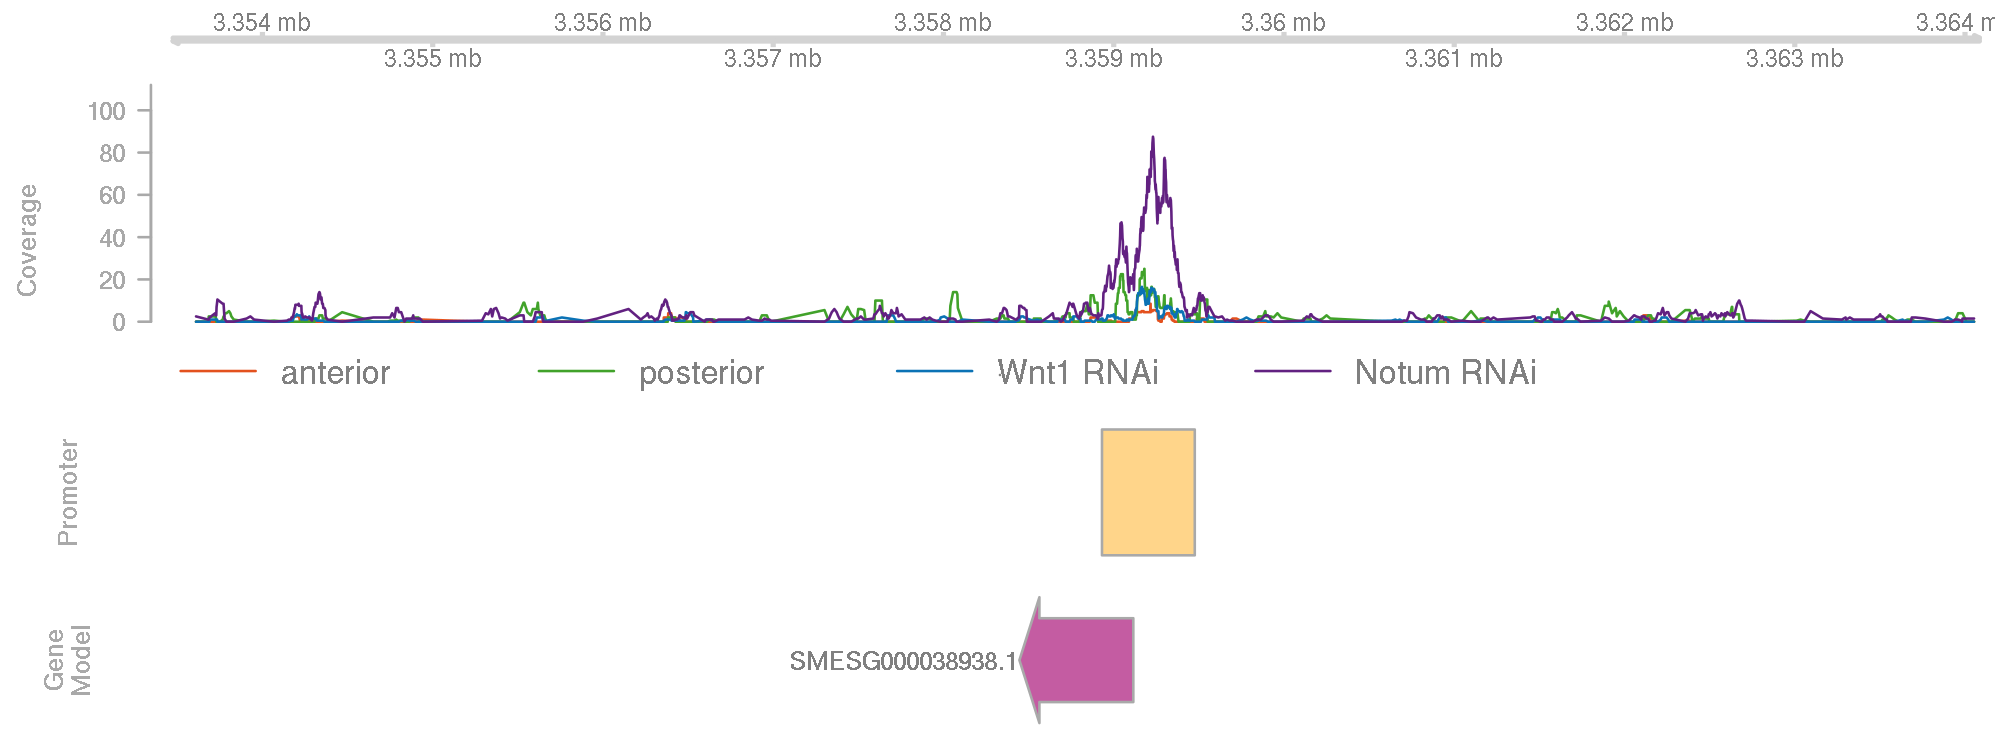 3.354 mb 3.356 mb 3.358 mb 3.36 mb 3.362 mb 3.364 m
3.355 mb 3.357 mb 3.359 mb 3.361 mb 3.363 mb
Coverage
100
80
60
40
20
0
anterior posterior Wnt1 RNAi Notum RNAi
Promoter
Gene
Model
SMESG000038938.1